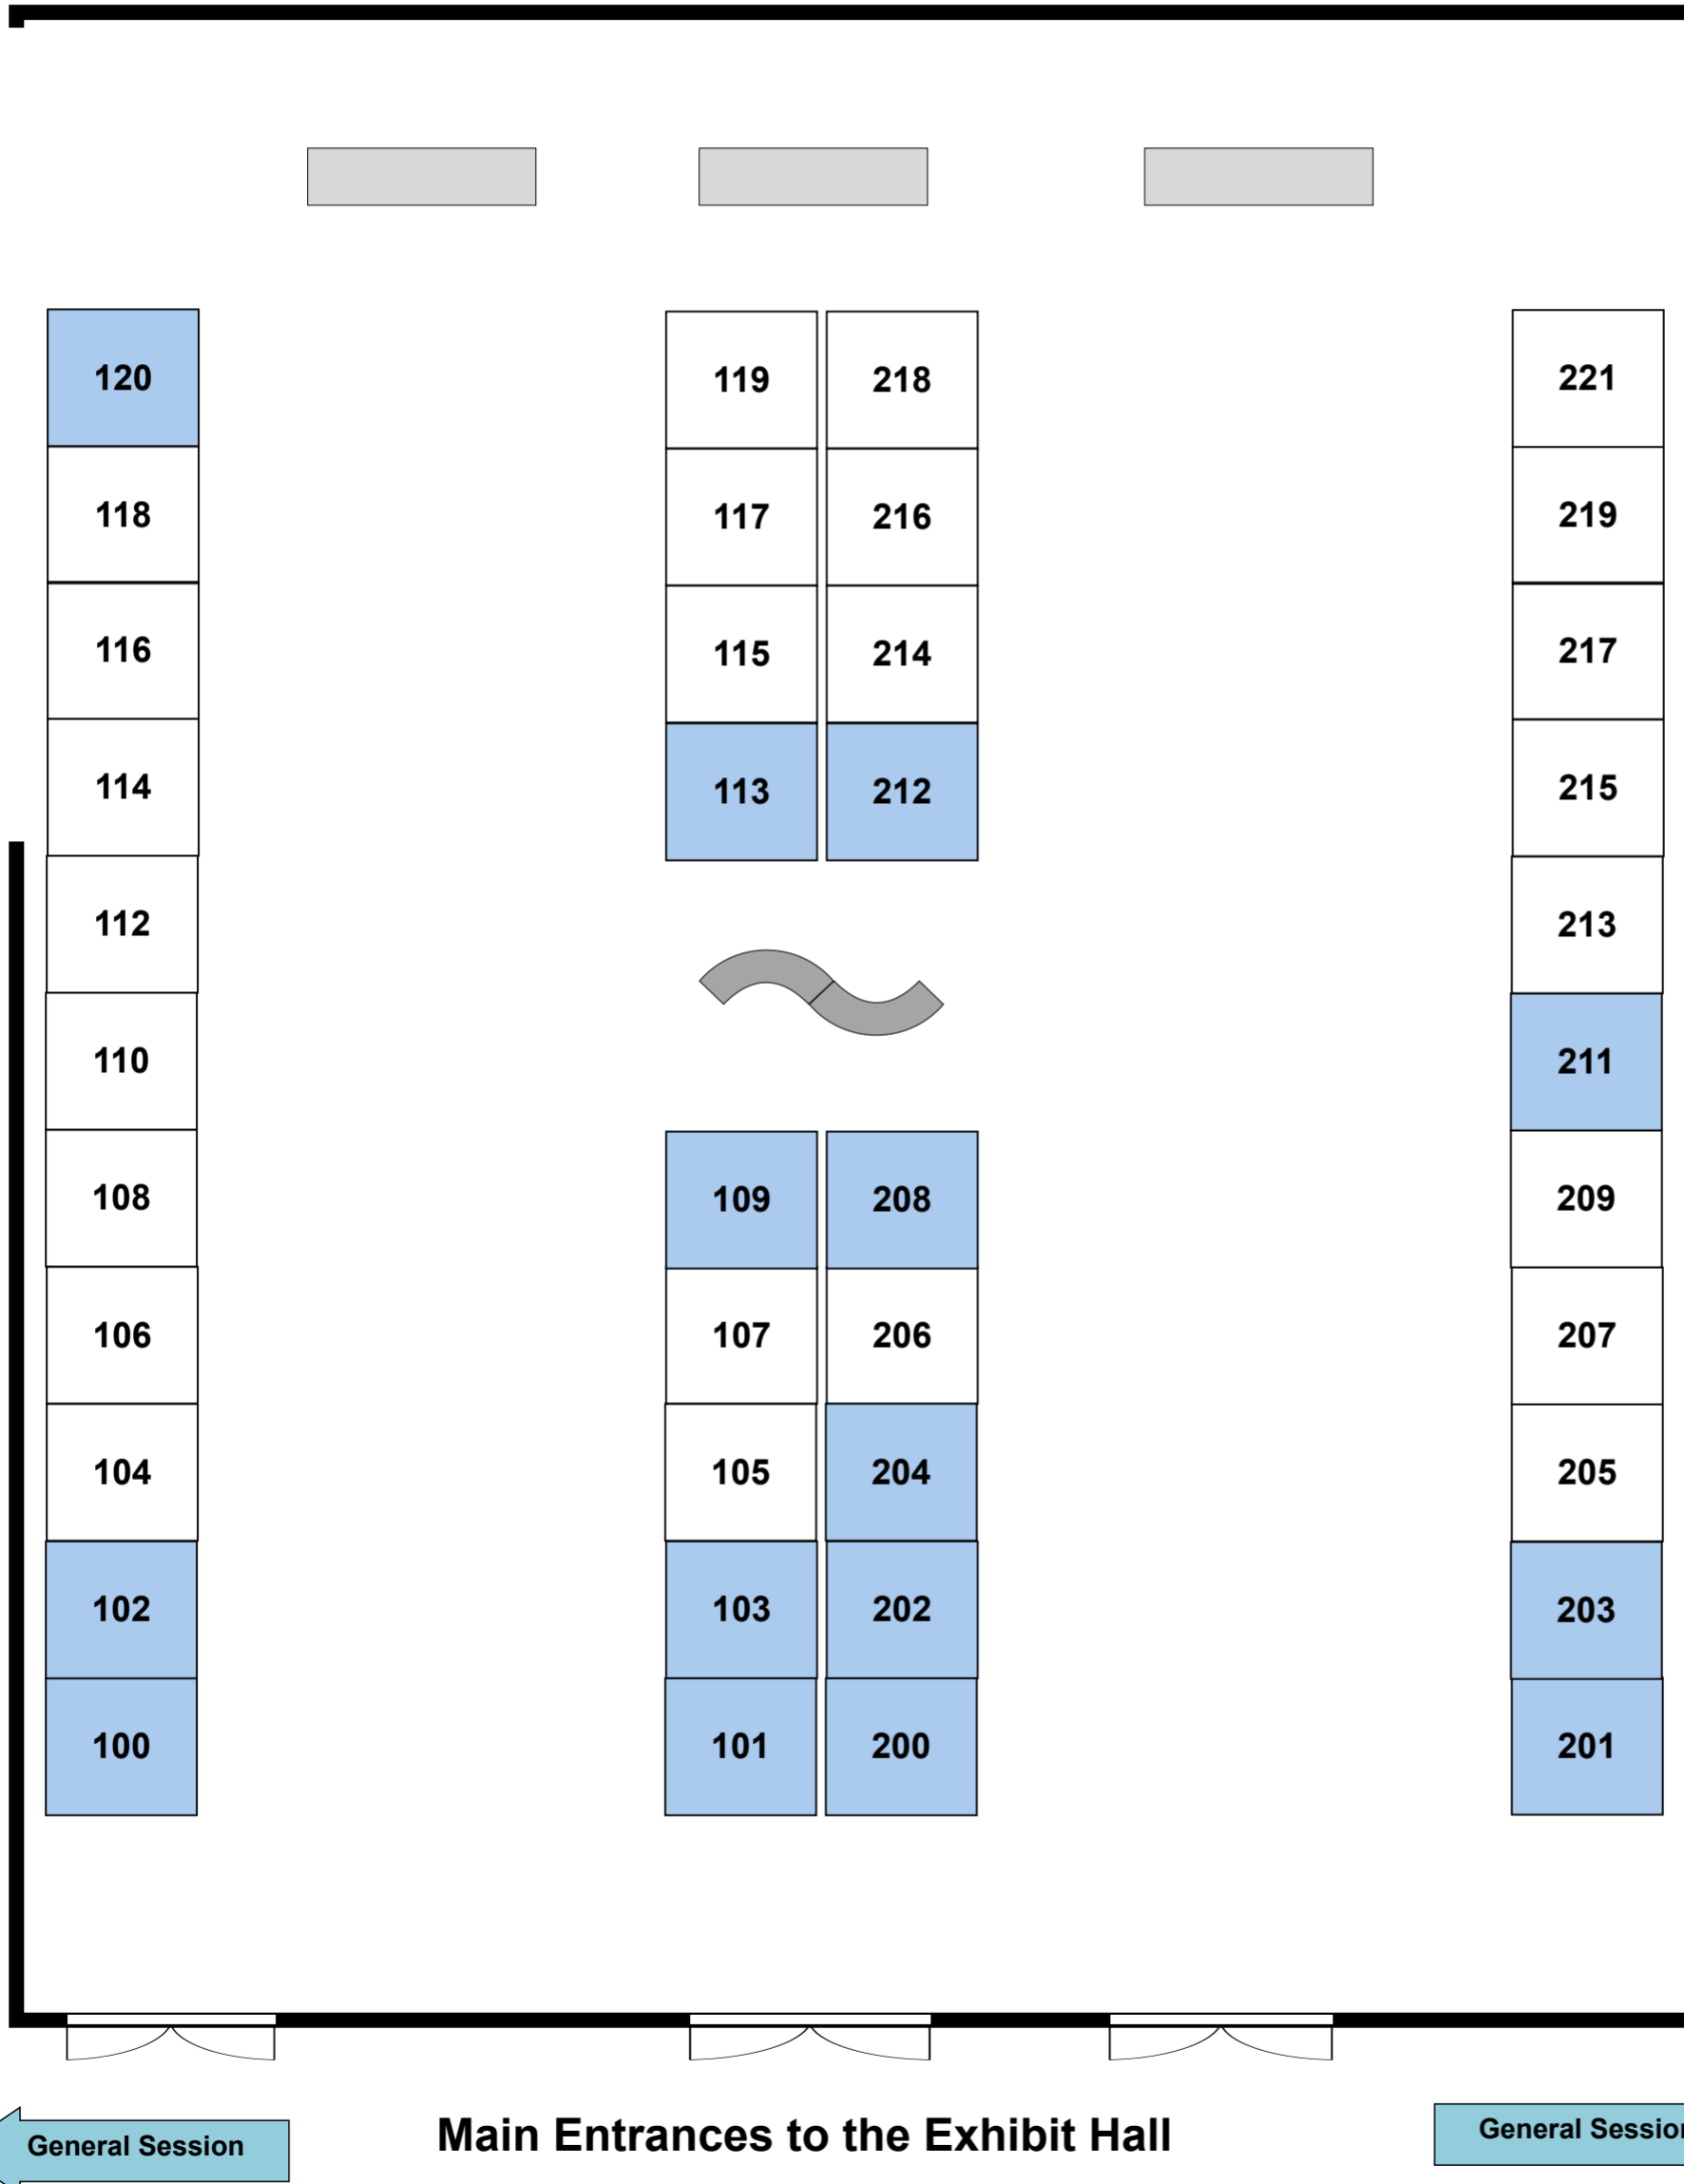 120 119 218 221
118 117 216 219
116 115 214 217
114 113 212 215
112 213
110 211
108 109 208 209
106 107 206 207
104 105 204 205
102 103 202 203
100 101 200 201
Main Entrances to the Exhibit Hall
General Session
General Session